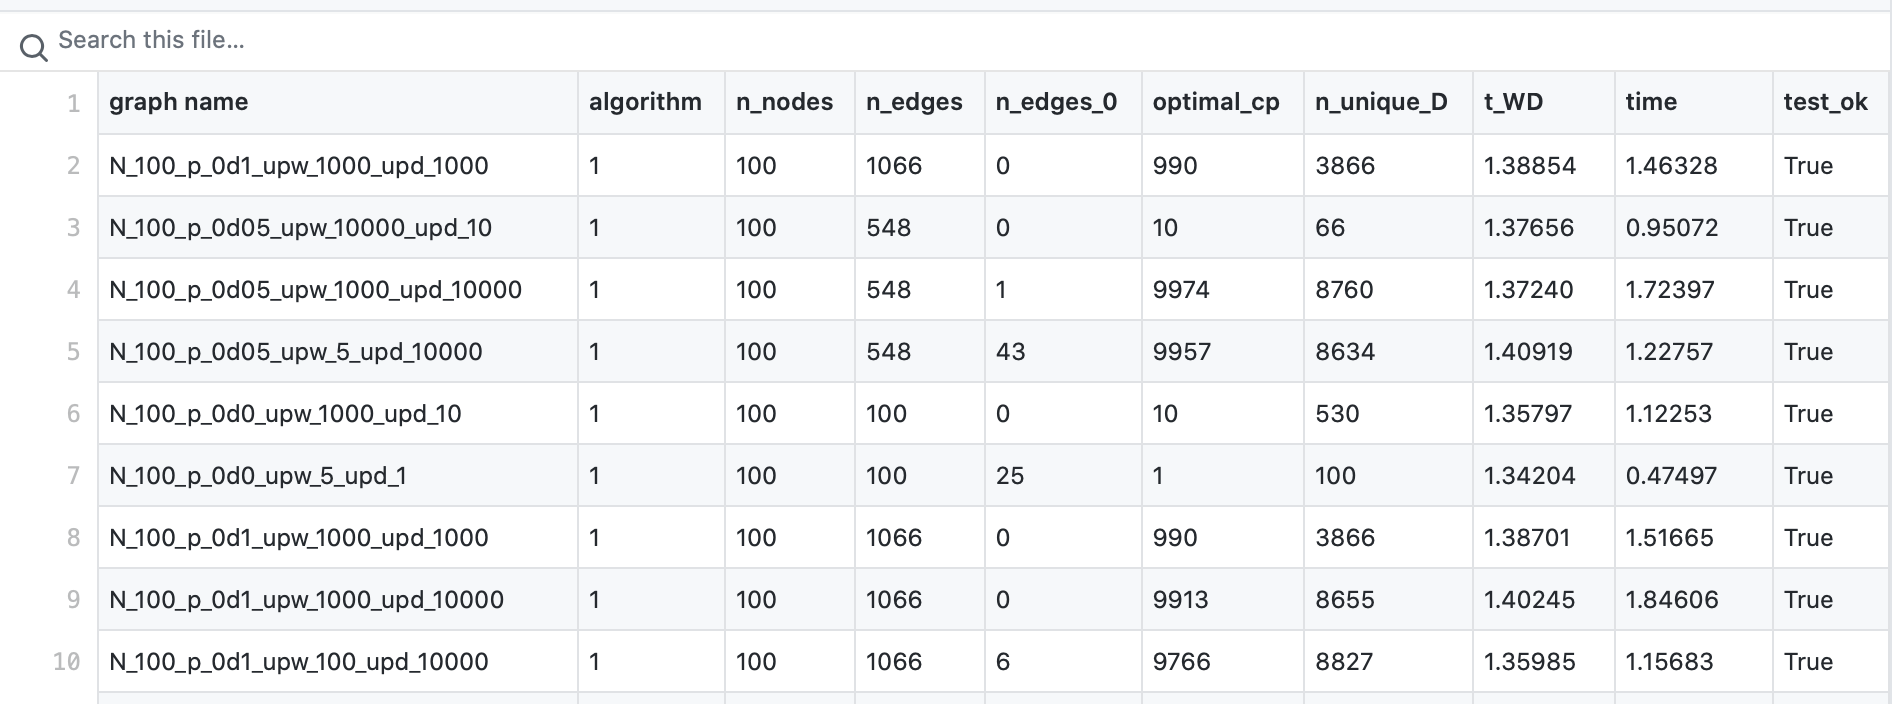 Search this file...
1 graph name algorithm n_nodes n_edges n_edges_0 optimal_cp n_unique_D t_WD time test_ok
2 N_100_p_0d1_upw_1000_upd_1000 1 100 1066 0 990 3866 1.38854 1.46328 True
3 N_100_p_0d05_upw_10000_upd_10 1 100 548 0 10 66 1.37656 0.95072 True
4 N_100_p_0d05_upw_1000_upd_10000 1 100 548 1 9974 8760 1.37240 1.72397 True
5 N_100_p_0d05_upw_5_upd_10000 1 100 548 43 9957 8634 1.40919 1.22757 True
6 N_100_p_0d0_upw_1000_upd_10 1 100 100 0 10 530 1.35797 1.12253 True
7 N_100_p_0d0_upw_5_upd_1 1 100 100 25 1 100 1.34204 0.47497 True
8 N_100_p_0d1_upw_1000_upd_1000 1 100 1066 0 990 3866 1.38701 1.51665 True
9 N_100_p_0d1_upw_1000_upd_10000 1 100 1066 0 9913 8655 1.40245 1.84606 True
10 N_100_p_0d1_upw_100_upd_10000 1 100 1066 6 9766 8827 1.35985 1.15683 True